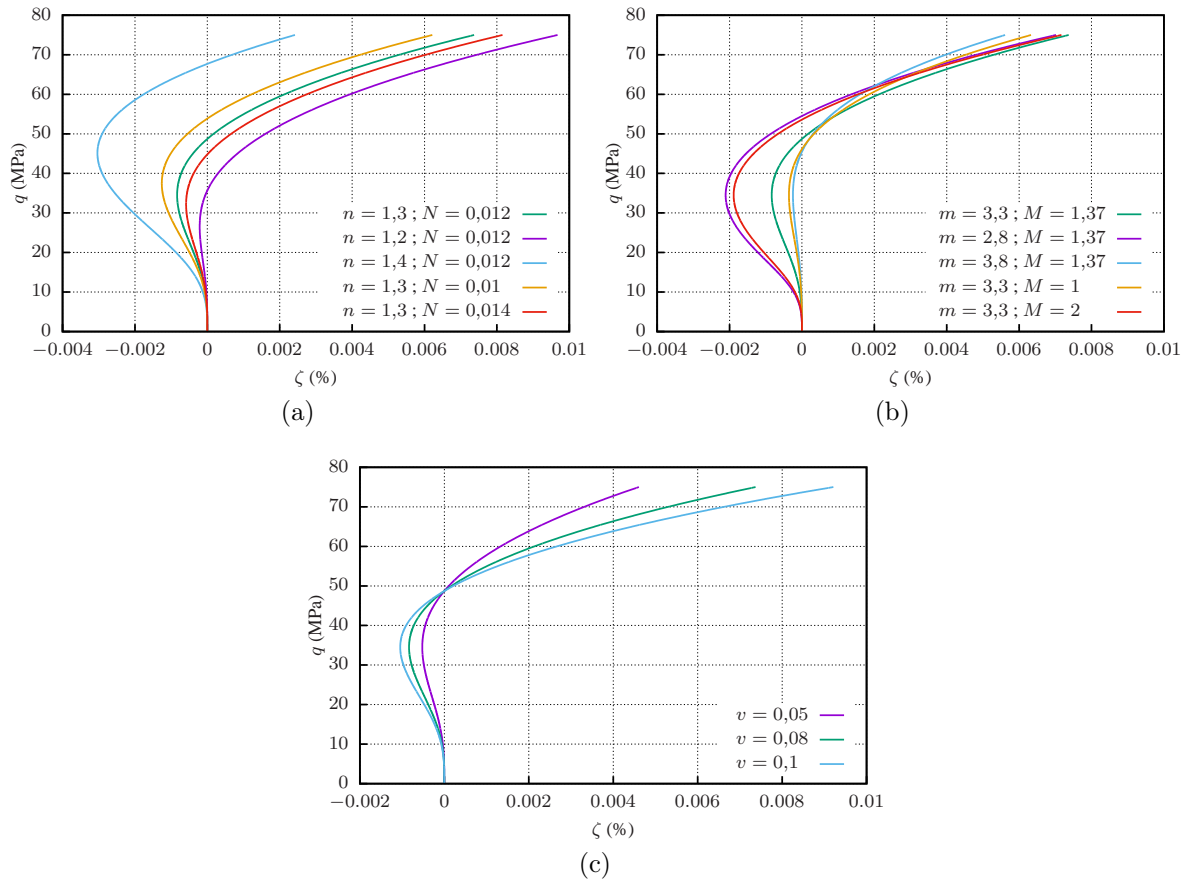 80
70
60
50
40
30
20
10
0
q (MPa)
−0.004 −0.002 0 0.002 0.004 0.006 0.008 0.01
ζ (%)
n = 1,3 ; N = 0,012
n = 1,2 ; N = 0,012
n = 1,4 ; N = 0,012
n = 1,3 ; N = 0,01
n = 1,3 ; N = 0,014
(a)
80
70
60
50
40
30
20
10
0
q (MPa)
−0.004 −0.002 0 0.002 0.004 0.006 0.008 0.01
ζ (%)
m = 3,3 ; M = 1,37
m = 2,8 ; M = 1,37
m = 3,8 ; M = 1,37
m = 3,3 ; M = 1
m = 3,3 ; M = 2
(b)
80
70
60
50
40
30
20
10
0
q (MPa)
−0.002 0 0.002 0.004 0.006 0.008 0.01
ζ (%)
v = 0,05
v = 0,08
v = 0,1
(c)